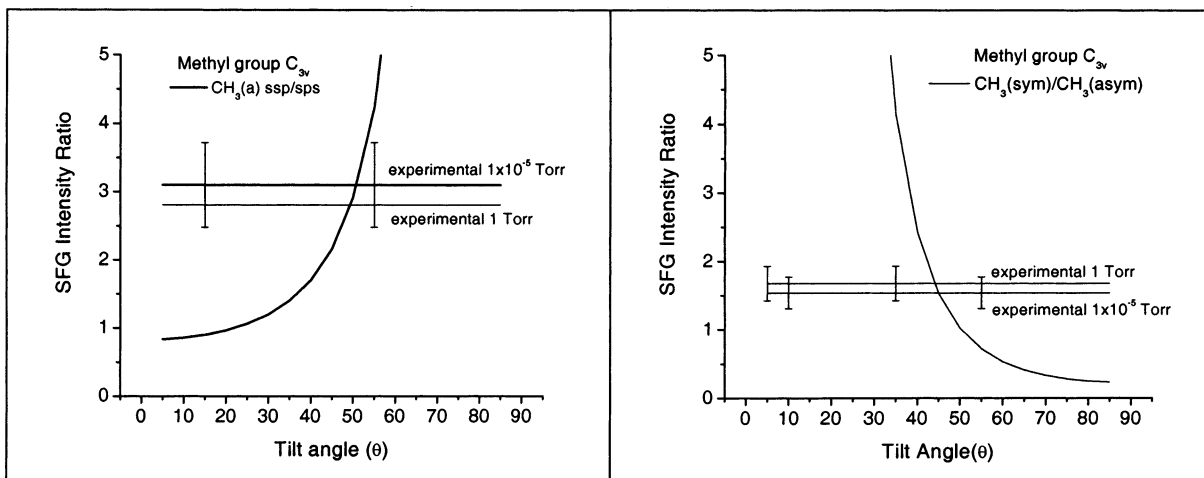 5
4
3
2
1
0
SFG Intensity Ratio
Methyl group C3v
CH3(a) ssp/sps
experimental 1x10-5 Torr
experimental 1 Torr
0 10 20 30 40 50 60 70 80 90
Tilt angle (θ)
5
4
3
2
1
0
SFG Intensity Ratio
Methyl group C3v
CH3(sym)/CH3(asym)
experimental 1 Torr
experimental 1x10-5 Torr
0 10 20 30 40 50 60 70 80 90
Tilt Angle(θ)